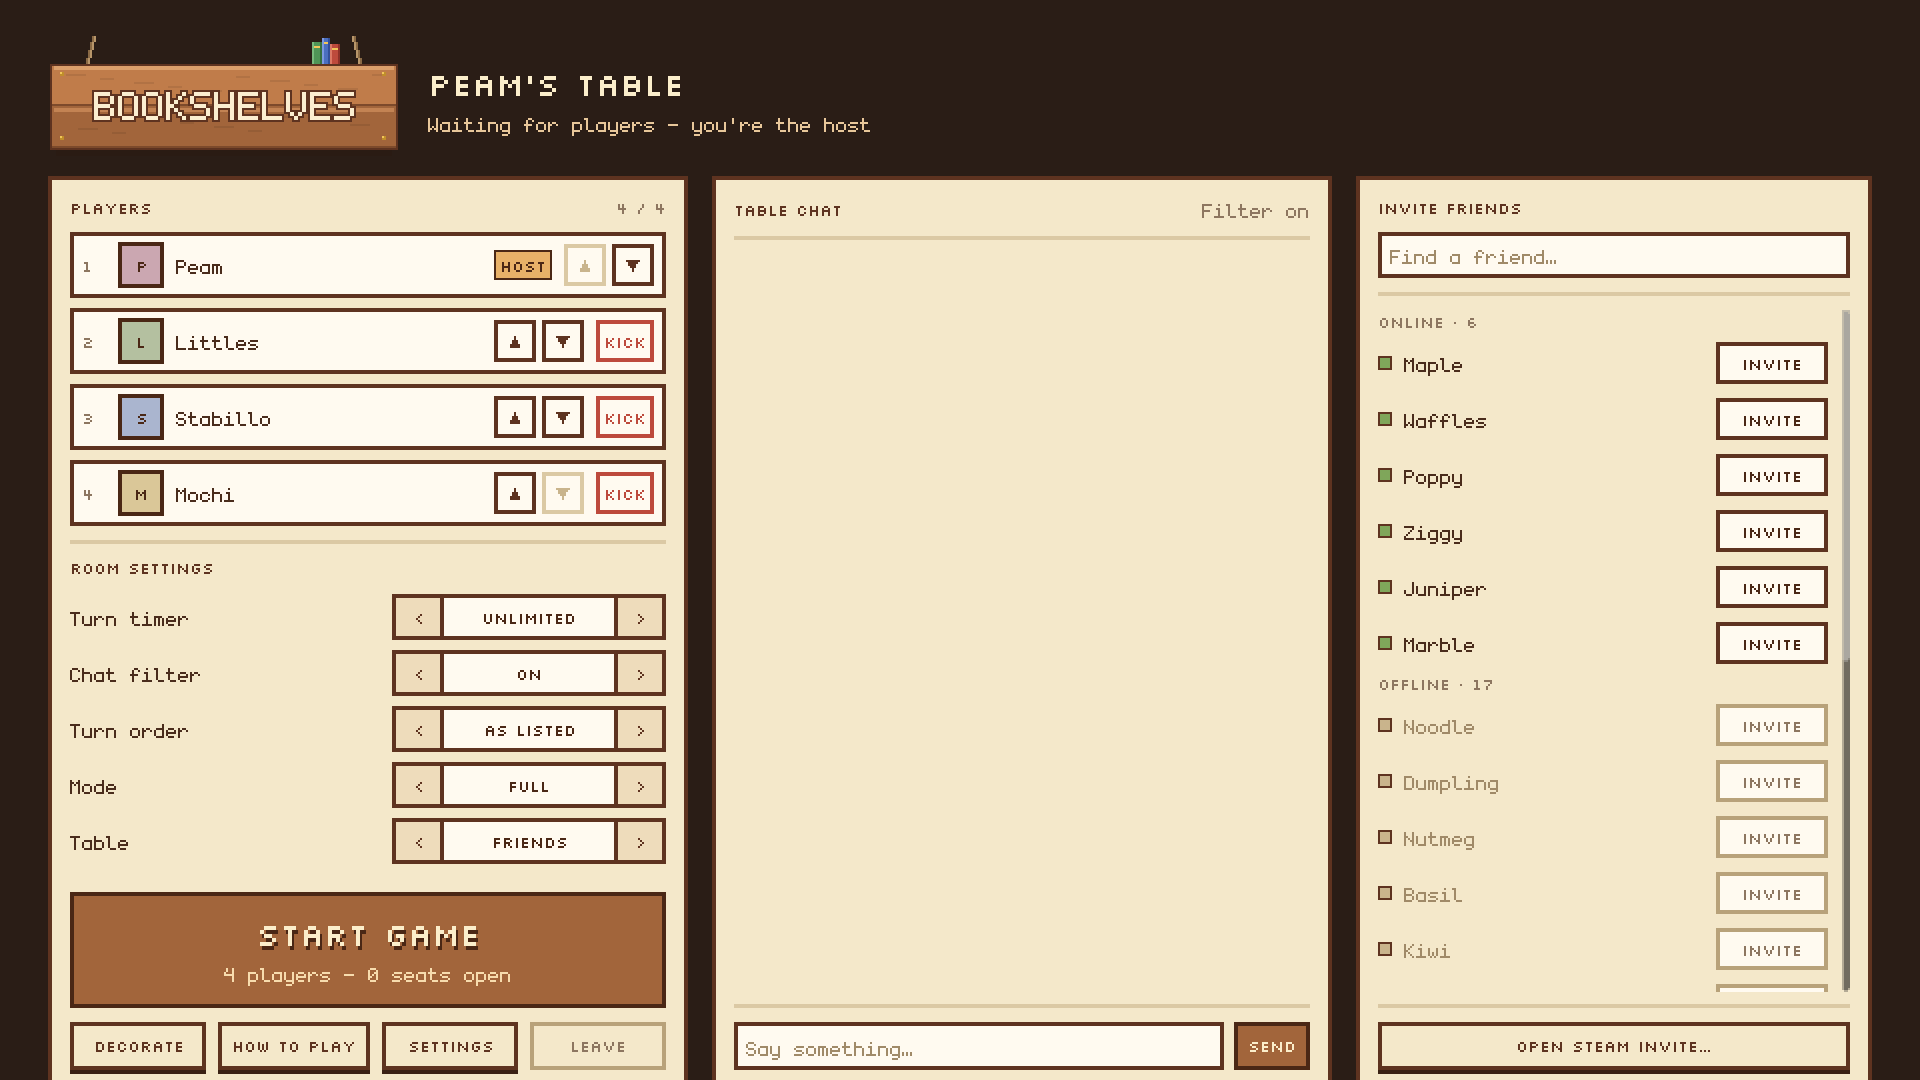 BOOKSHELVES
PEAM'S TABLE
Waiting for players – you're the host
PLAYERS 4 / 4
1 P Peam HOST ▲ ▼
2 L Littles ▲ ▼ KICK
3 S Stabillo ▲ ▼ KICK
4 M Mochi ▲ ▼ KICK
ROOM SETTINGS
Turn timer < UNLIMITED >
Chat filter < ON >
Turn order < AS LISTED >
Mode < FULL >
Table < FRIENDS >
START GAME
4 players – 0 seats open
DECORATE HOW TO PLAY SETTINGS LEAVE
TABLE CHAT Filter on
Say something… SEND
INVITE FRIENDS
Find a friend…
ONLINE · 6
Maple INVITE
Waffles INVITE
Poppy INVITE
Ziggy INVITE
Juniper INVITE
Marble INVITE
OFFLINE · 17
Noodle INVITE
Dumpling INVITE
Nutmeg INVITE
Basil INVITE
Kiwi INVITE
OPEN STEAM INVITE…